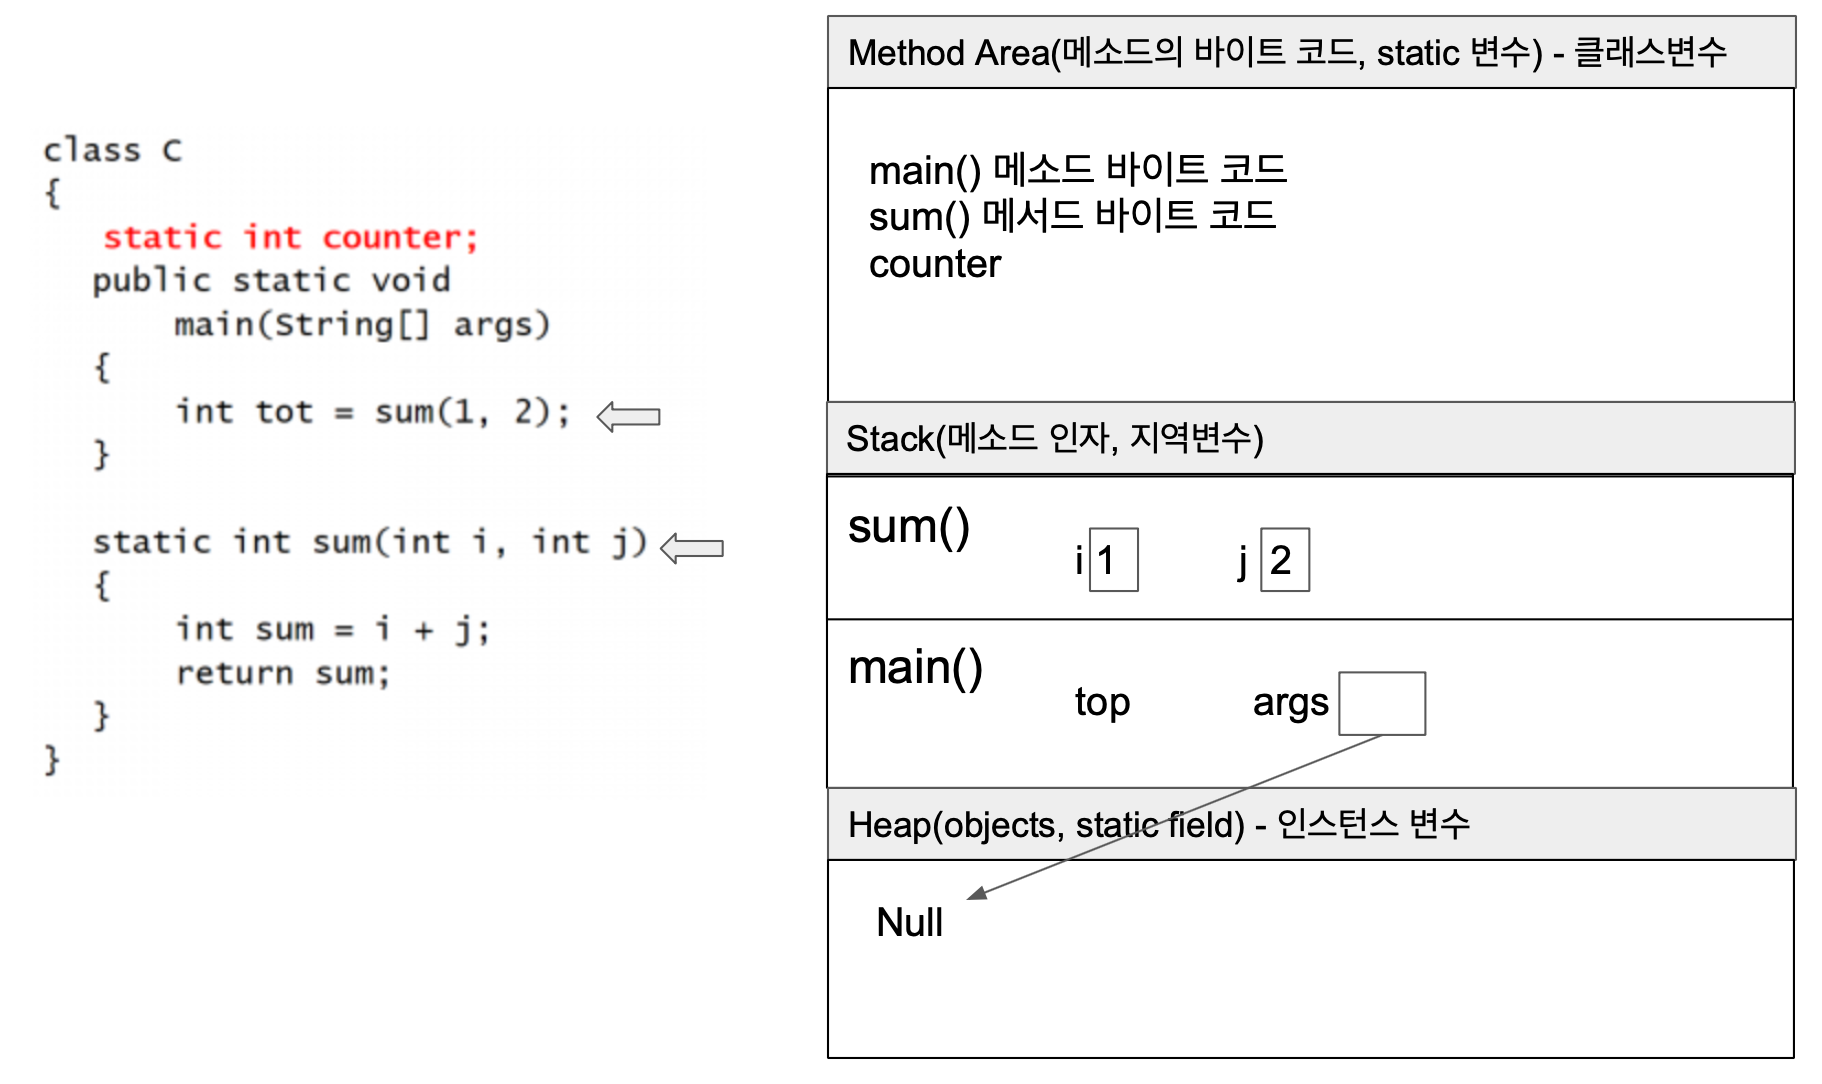 class C
{
static int counter;
public static void
main(String[] args)
{
int tot = sum(1, 2);
}
static int sum(int i, int j)
{
int sum = i + j;
return sum;
}
}
Method Area(메소드의 바이트 코드, static 변수) - 클래스변수
main() 메소드 바이트 코드
sum() 메서드 바이트 코드
counter
Stack(메소드 인자, 지역변수)
sum()
i 1 j 2
main()
top args
Heap(objects, static field) - 인스턴스 변수
Null